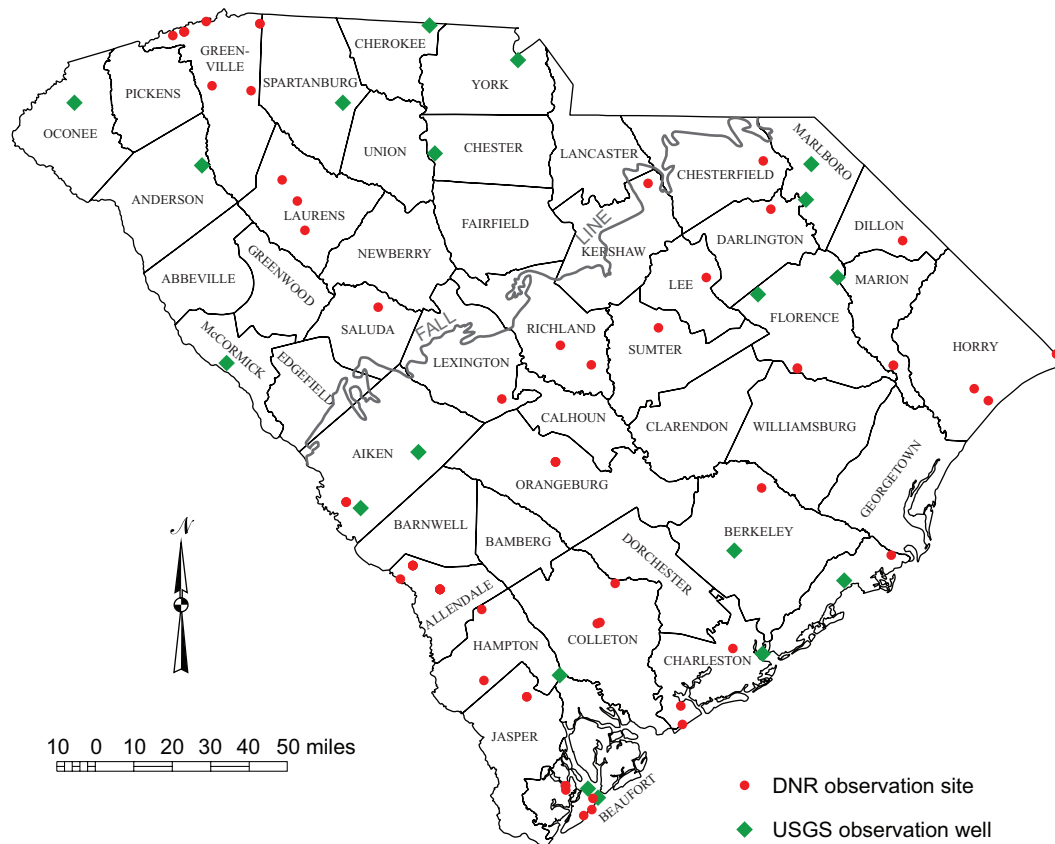 CHEROKEE
GREEN-
VILLE
YORK
SPARTANBURG
PICKENS
OCONEE
UNION
CHESTER
LANCASTER
MARLBORO
CHESTERFIELD
ANDERSON
LAURENS
FAIRFIELD
LINE
DILLON
NEWBERRY
KERSHAW
DARLINGTON
ABBEVILLE
GREENWOOD
LEE
MARION
SALUDA
FALL
RICHLAND
FLORENCE
McCORMICK
EDGEFIELD
LEXINGTON
SUMTER
HORRY
CALHOUN
CLARENDON
WILLIAMSBURG
AIKEN
ORANGEBURG
GEORGETOWN
BARNWELL
BAMBERG
BERKELEY
DORCHESTER
N
ALLENDALE
HAMPTON
COLLETON
CHARLESTON
JASPER
BEAUFORT
10 0 10 20 30 40 50 miles
DNR observation site
USGS observation well